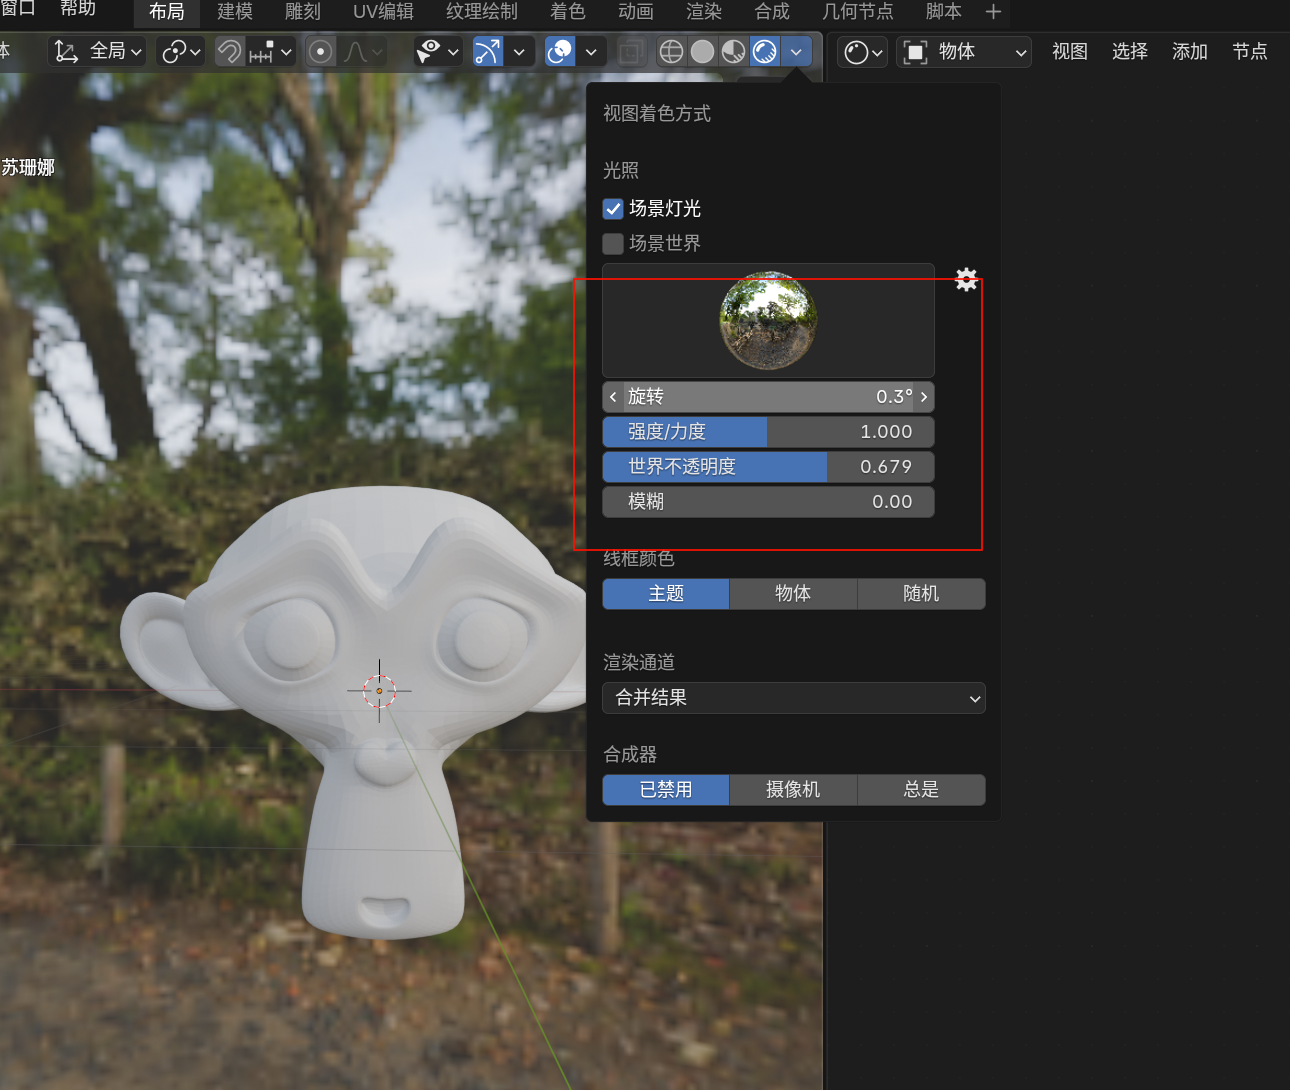 窗口 帮助 布局 建模 雕刻 UV编辑 纹理绘制 着色 动画 渲染 合成 几何节点 脚本 +
体 全局 物体 视图 选择 添加 节点
苏珊娜
视图着色方式
光照
场景灯光
场景世界
旋转 0.3°
强度/力度 1.000
世界不透明度 0.679
模糊 0.00
线框颜色
主题 物体 随机
渲染通道
合并结果
合成器
已禁用 摄像机 总是